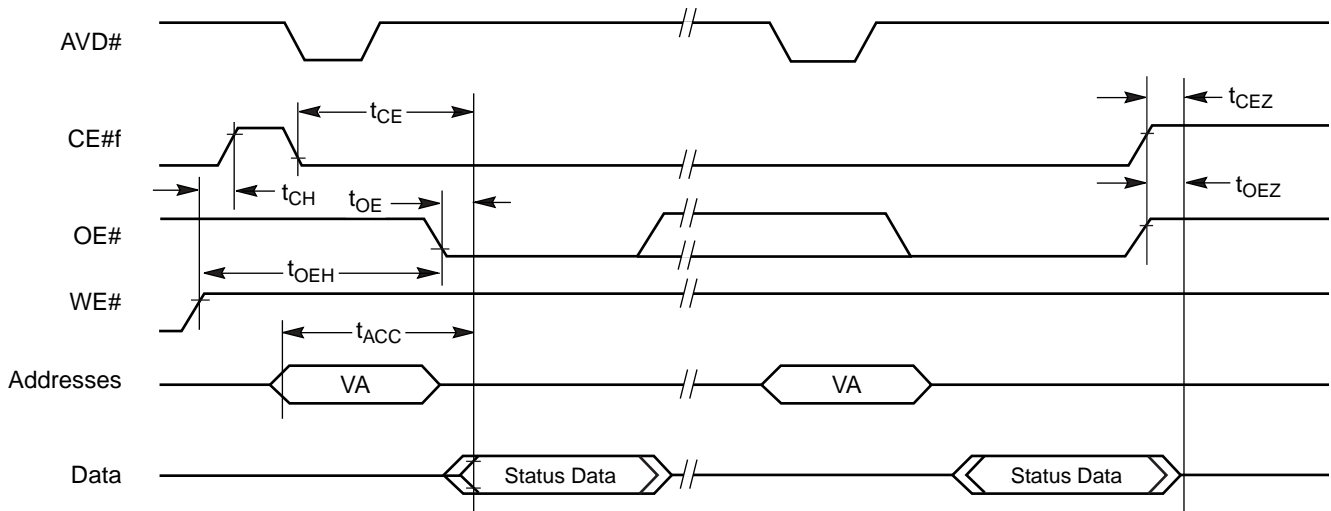 AVD#
tCE
tCEZ
CE#f
tCH
tOE
tOEZ
OE#
tOEH
WE#
tACC
Addresses
VA
VA
Data
Status Data
Status Data